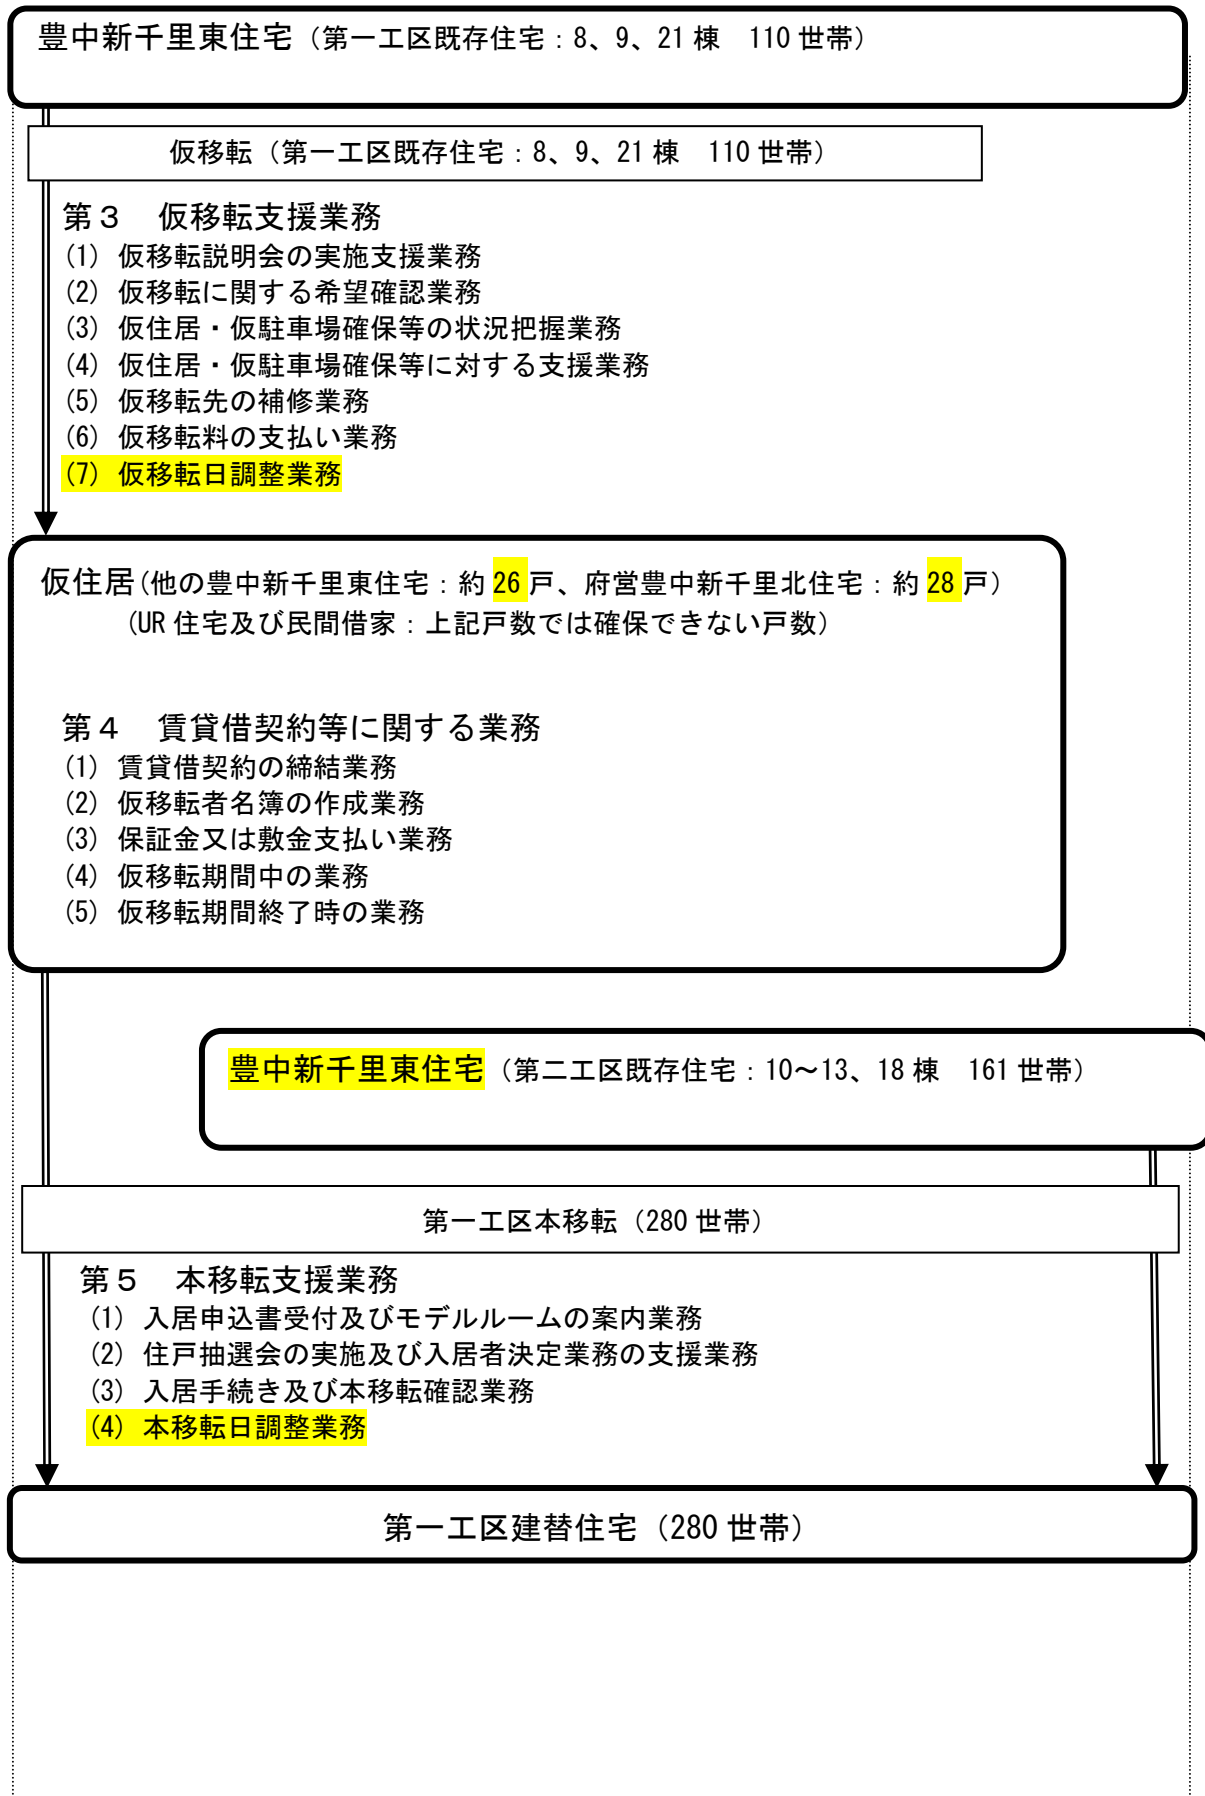 豊中新千里東住宅（第一工区既存住宅：8、9、21 棟　110 世帯）
仮移転（第一工区既存住宅：8、9、21 棟　110 世帯）
第３　仮移転支援業務
(1) 仮移転説明会の実施支援業務
(2) 仮移転に関する希望確認業務
(3) 仮住居・仮駐車場確保等の状況把握業務
(4) 仮住居・仮駐車場確保等に対する支援業務
(5) 仮移転先の補修業務
(6) 仮移転料の支払い業務
(7) 仮移転日調整業務
仮住居(他の豊中新千里東住宅：約 26 戸、府営豊中新千里北住宅：約 28 戸）
（UR 住宅及び民間借家：上記戸数では確保できない戸数）
第４　賃貸借契約等に関する業務
(1) 賃貸借契約の締結業務
(2) 仮移転者名簿の作成業務
(3) 保証金又は敷金支払い業務
(4) 仮移転期間中の業務
(5) 仮移転期間終了時の業務
豊中新千里東住宅（第二工区既存住宅：10～13、18 棟　161 世帯）
第一工区本移転（280 世帯）
第５　本移転支援業務
(1) 入居申込書受付及びモデルルームの案内業務
(2) 住戸抽選会の実施及び入居者決定業務の支援業務
(3) 入居手続き及び本移転確認業務
(4) 本移転日調整業務
第一工区建替住宅（280 世帯）